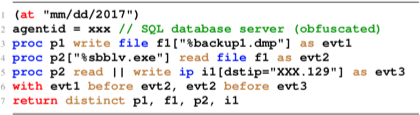 1 (at "mm/dd/2017")
2 agentid = xxx // SQL database server (obfuscated)
3 proc p1 write file f1["%backup1.dmp"] as evt1
4 proc p2["%sbblv.exe"] read file f1 as evt2
5 proc p2 read || write ip i1[dstip="XXX.129"] as evt3
6 with evt1 before evt2, evt2 before evt3
7 return distinct p1, f1, p2, i1